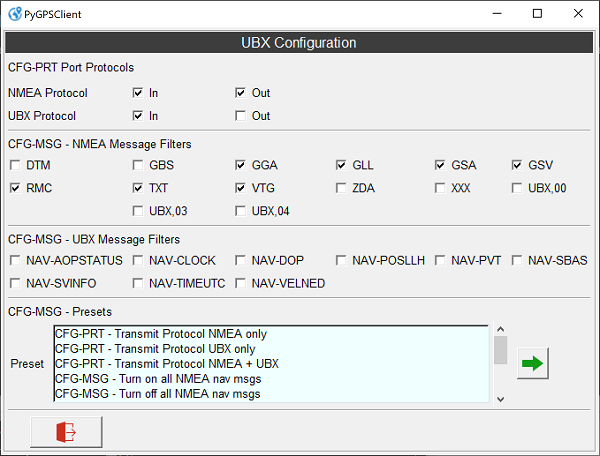 PyGPSClient
UBX Configuration
CFG-PRT Port Protocols
NMEA Protocol In Out
UBX Protocol In Out
CFG-MSG - NMEA Message Filters
DTM GBS GGA GLL GSA GSV
RMC TXT VTG ZDA XXX UBX,00
UBX,03 UBX,04
CFG-MSG - UBX Message Filters
NAV-AOPSTATUS NAV-CLOCK NAV-DOP NAV-POSLLH NAV-PVT NAV-SBAS
NAV-SVINFO NAV-TIMEUTC NAV-VELNED
CFG-MSG - Presets
CFG-PRT - Transmit Protocol NMEA only
CFG-PRT - Transmit Protocol UBX only
Preset CFG-PRT - Transmit Protocol NMEA + UBX
CFG-MSG - Turn on all NMEA nav msgs
CFG-MSG - Turn off all NMEA nav msgs